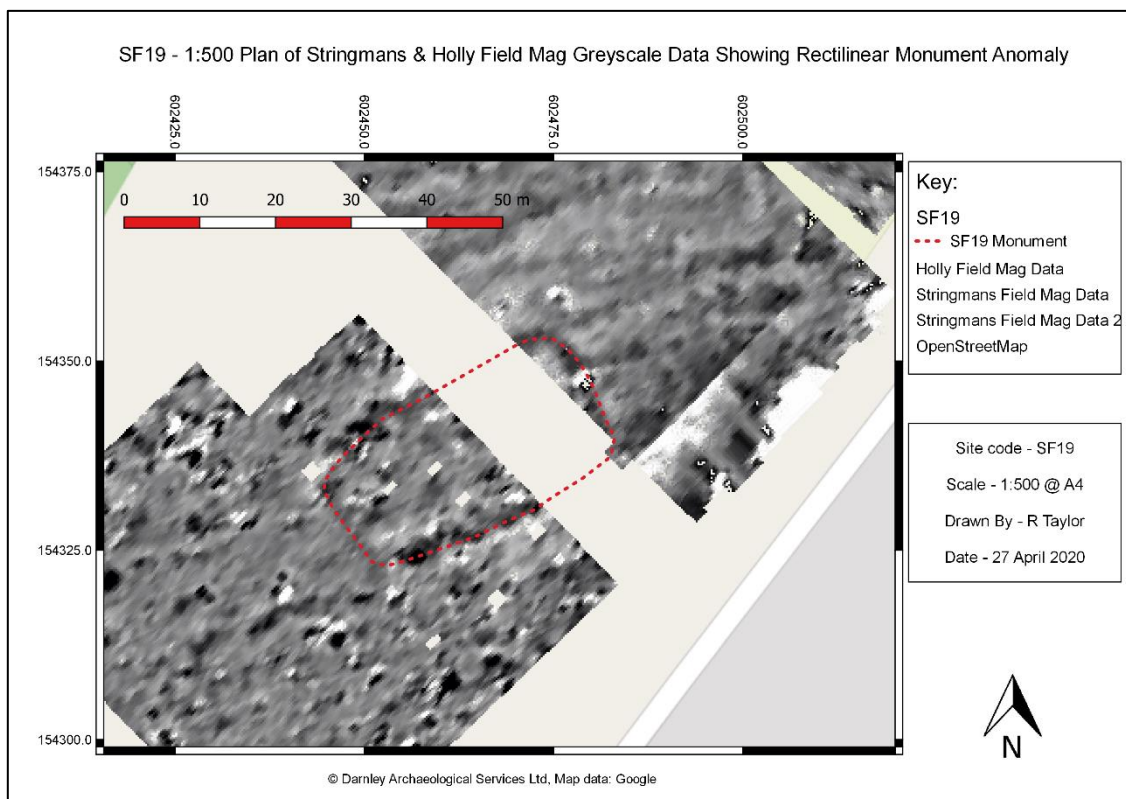 SF19 - 1:500 Plan of Stringmans & Holly Field Mag Greyscale Data Showing Rectilinear Monument Anomaly
602425.0
602450.0
602475.0
602500.0
154375.0
154350.0
154325.0
154300.0
0 10 20 30 40 50 m
Key:
SF19
SF19 Monument
Holly Field Mag Data
Stringmans Field Mag Data
Stringmans Field Mag Data 2
OpenStreetMap
Site code - SF19
Scale - 1:500 @ A4
Drawn By - R Taylor
Date - 27 April 2020
N
© Darnley Archaeological Services Ltd, Map data: Google